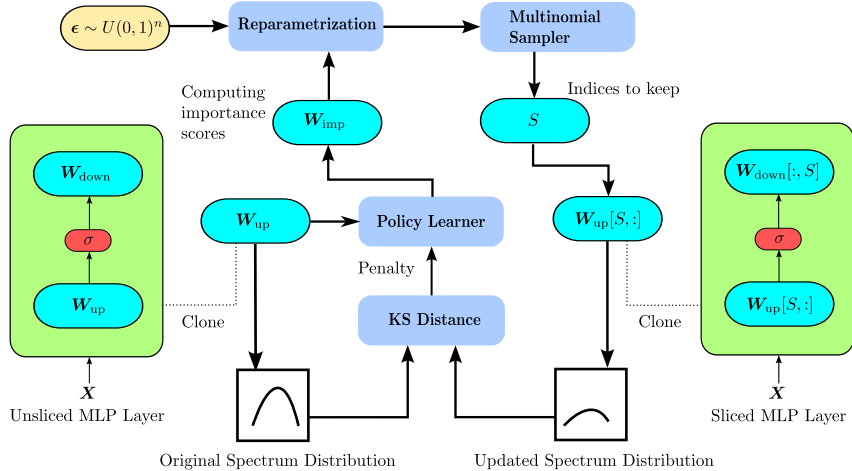 ϵ ∼ U(0, 1)ⁿ
Reparametrization
Multinomial
Sampler
Computing
importance
scores
Indices to keep
W_imp
S
W_down
σ
W_up
X
Unsliced MLP Layer
W_up
Clone
Policy Learner
Penalty
KS Distance
W_up[S, :]
Clone
W_down[:, S]
σ
W_up[S, :]
X
Sliced MLP Layer
Original Spectrum Distribution
Updated Spectrum Distribution